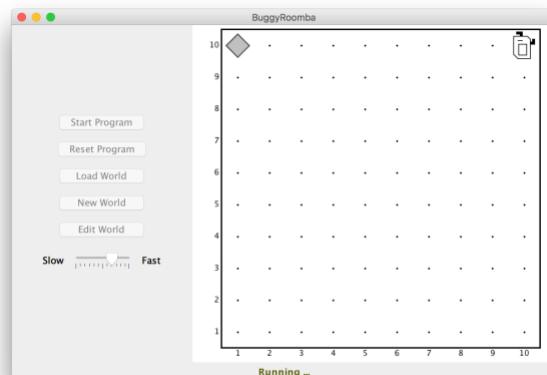 BuggyRoomba
Start Program
Reset Program
Load World
New World
Edit World
Slow Fast
10
9
8
7
6
5
4
3
2
1
1 2 3 4 5 6 7 8 9 10
Running